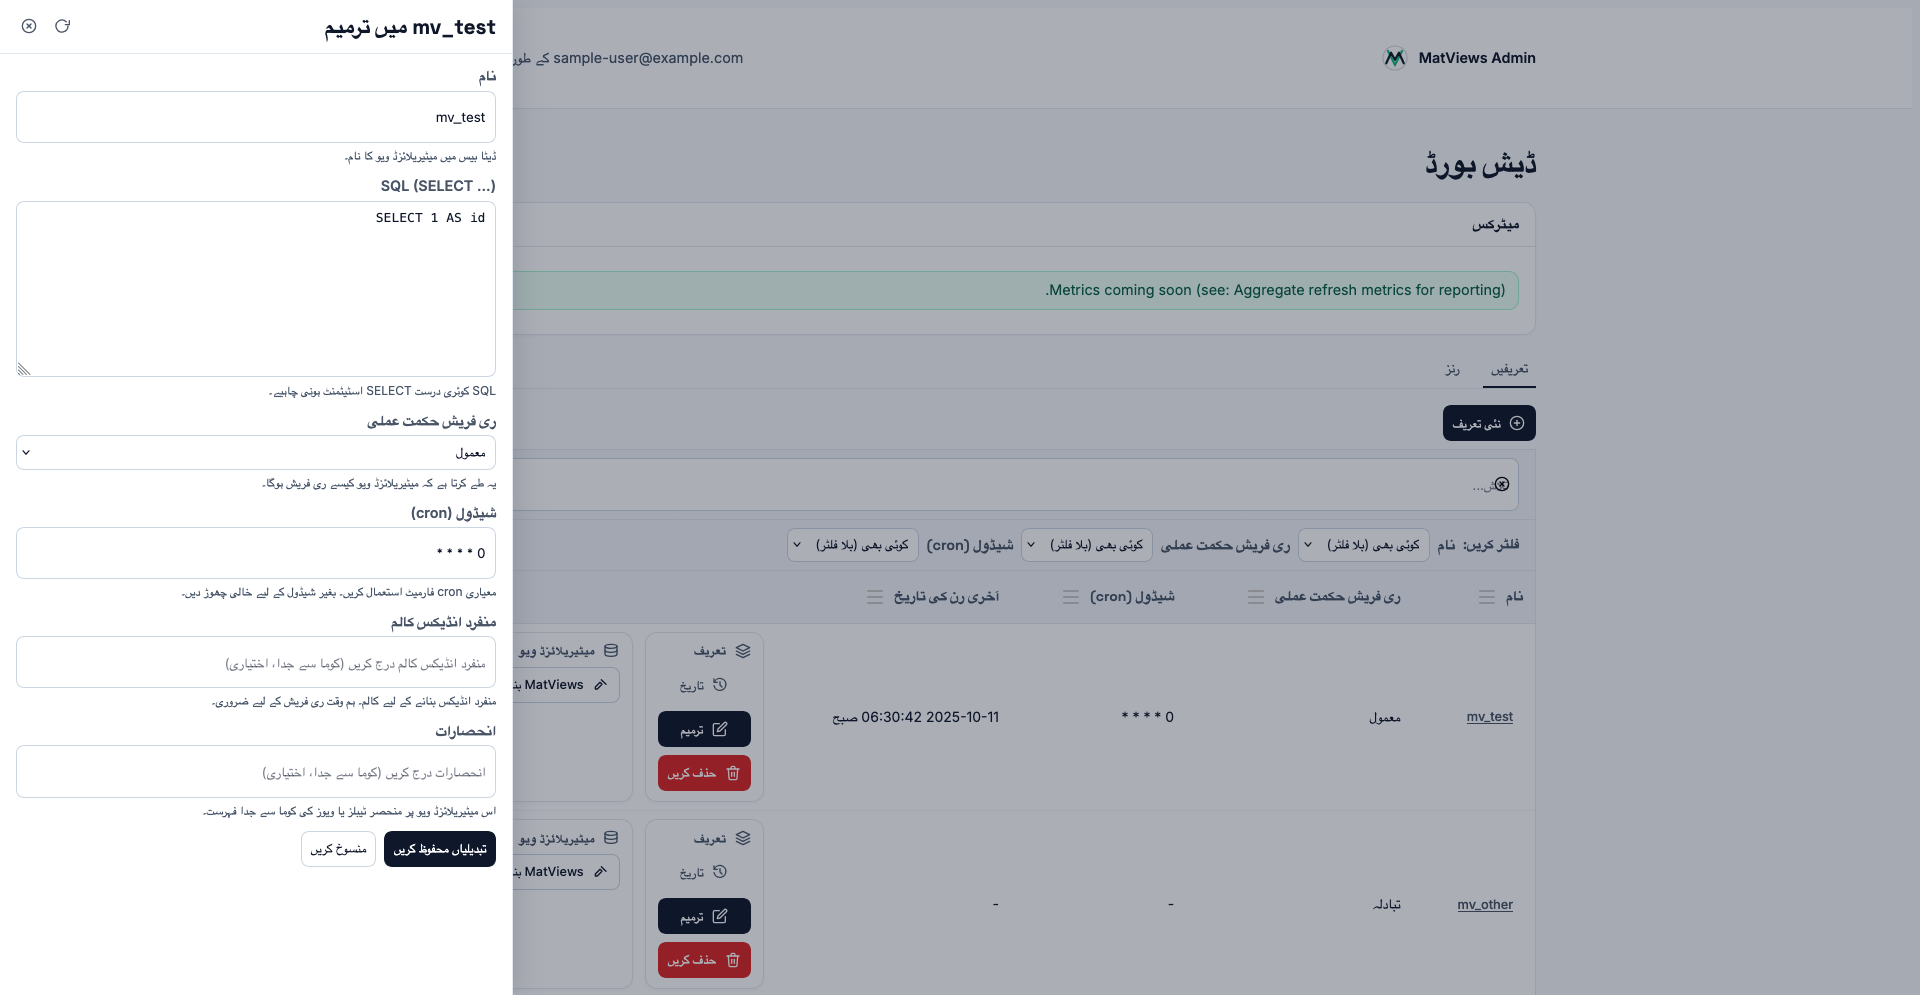 mv_test میں ترمیم
نام
mv_test
ڈیٹا بیس میں میٹیریلائزڈ ویو کا نام۔
SQL (SELECT ...)
SELECT 1 AS id
SQL کوئری درست SELECT اسٹیٹمنٹ ہونی چاہیے۔
ری فریش حکمت عملی
معمول
یہ طے کرتا ہے کہ میٹیریلائزڈ ویو کیسے ری فریش ہوگا۔
شیڈول (cron)
0 * * * *
معیاری cron فارمیٹ استعمال کریں۔ بغیر شیڈول کے لیے خالی چھوڑ دیں۔
منفرد انڈیکس کالم
منفرد انڈیکس کالم درج کریں (کوما سے جدا، اختیاری)
منفرد انڈیکس بنانے کے لیے کالم۔ ہم وقت ری فریش کے لیے ضروری۔
انحصارات
انحصارات درج کریں (کوما سے جدا، اختیاری)
اس میٹیریلائزڈ ویو پر منحصر ٹیبلز یا ویوز کی کوما سے جدا فہرست۔
تبدیلیاں محفوظ کریں
منسوخ کریں
MatViews Admin
sample-user@example.com کے طور
ڈیش بورڈ
میٹرکس
Metrics coming soon (see: Aggregate refresh metrics for reporting).
تعریفیں رنز
نئی تعریف
فلٹر کریں: نام کوئی بھی (بلا فلٹر) ری فریش حکمت عملی کوئی بھی (بلا فلٹر) شیڈول (cron) کوئی بھی (بلا فلٹر)
نام ری فریش حکمت عملی شیڈول (cron) آخری رن کی تاریخ
mv_test معمول 0 * * * * 2025-10-11 06:30:42 صبح
تعریف
تاریخ
ترمیم
حذف کریں
میٹیریلائزڈ ویو
MatViews
mv_other تبادلہ - -
تعریف
تاریخ
ترمیم
حذف کریں
میٹیریلائزڈ ویو
MatViews